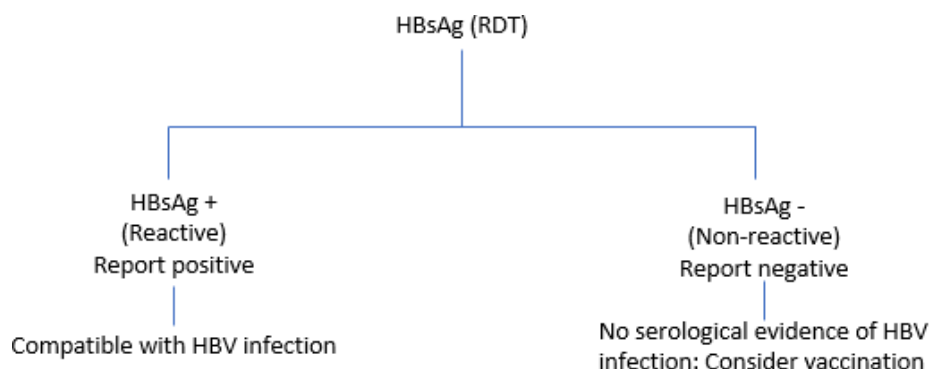 HBsAg (RDT)
HBsAg +
(Reactive)
Report positive
Compatible with HBV infection
HBsAg -
(Non-reactive)
Report negative
No serological evidence of HBV
infection: Consider vaccination